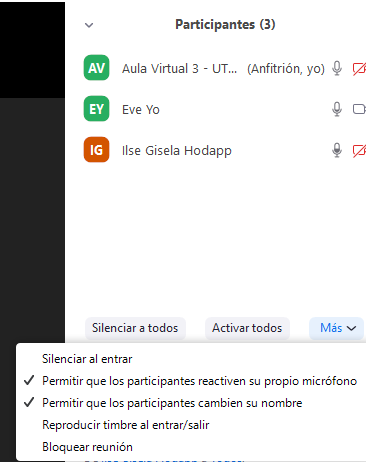 Participantes (3)
AV Aula Virtual 3 - UT... (Anfitrión, yo)
EY Eve Yo
IG Ilse Gisela Hodapp
Silenciar a todos Activar todos Más
Silenciar al entrar
Permitir que los participantes reactiven su propio micrófono
Permitir que los participantes cambien su nombre
Reproducir timbre al entrar/salir
Bloquear reunión